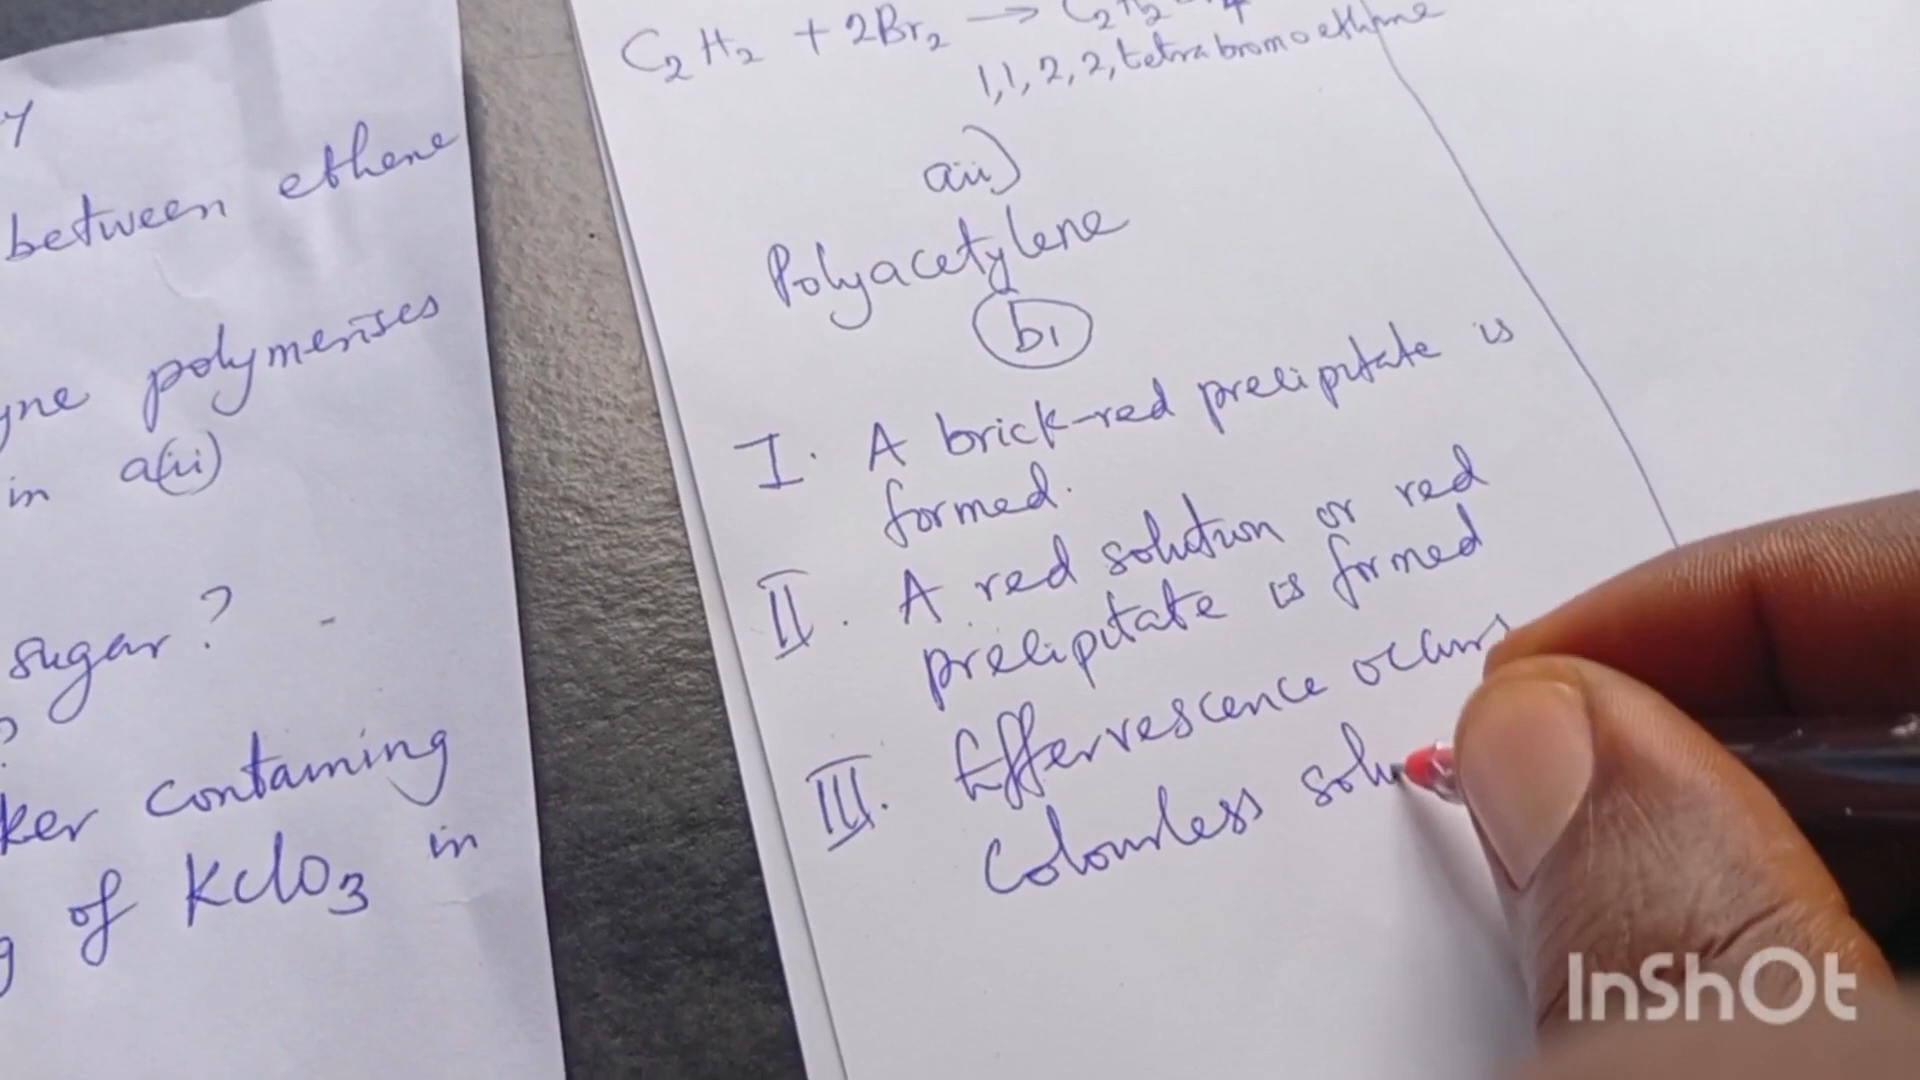 y
between ethene
yne polymerises
in a(ii)
sugar?
?
ker containing
g of KClO3 in
C2H2 + 2Br2 → C2H2
1,1,2,2, tetrabromoethane
aii)
Polyacetylene
b1
I. A brick-red precipitate is
formed.
II. A red solution or red
precipitate is formed
III. Effervescence occurs
Colourless solu
InShOt